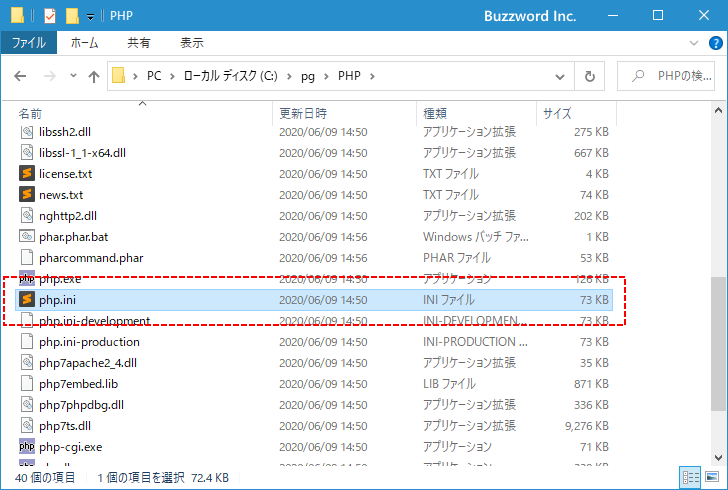 PHP Buzzword Inc.
ファイル ホーム 共有 表示
PC ローカル ディスク (C:) pg PHP PHPの検...
名前 更新日時 種類 サイズ
libssh2.dll 2020/06/09 14:50 アプリケーション拡張 275 KB
libssl-1_1-x64.dll 2020/06/09 14:50 アプリケーション拡張 667 KB
license.txt 2020/06/09 14:50 TXT ファイル 4 KB
news.txt 2020/06/09 14:50 TXT ファイル 74 KB
nghttp2.dll 2020/06/09 14:50 アプリケーション拡張 202 KB
phar.phar.bat 2020/06/09 14:56 Windows バッチ ファ... 1 KB
pharcommand.phar 2020/06/09 14:56 PHAR ファイル 53 KB
php.exe 2020/06/09 14:50 アプリケーション 126 KB
php.ini 2020/06/09 14:50 INI ファイル 73 KB
php.ini-development 2020/06/09 14:50 INI-DEVELOPMEN... 73 KB
php.ini-production 2020/06/09 14:50 INI-PRODUCTION ... 73 KB
php7apache2_4.dll 2020/06/09 14:50 アプリケーション拡張 35 KB
php7embed.lib 2020/06/09 14:50 LIB ファイル 871 KB
php7phpdbg.dll 2020/06/09 14:50 アプリケーション拡張 336 KB
php7ts.dll 2020/06/09 14:50 アプリケーション拡張 9,276 KB
php php-cgi.exe 2020/06/09 14:50 アプリケーション 71 KB
40 個の項目 1 個の項目を選択 72.4 KB